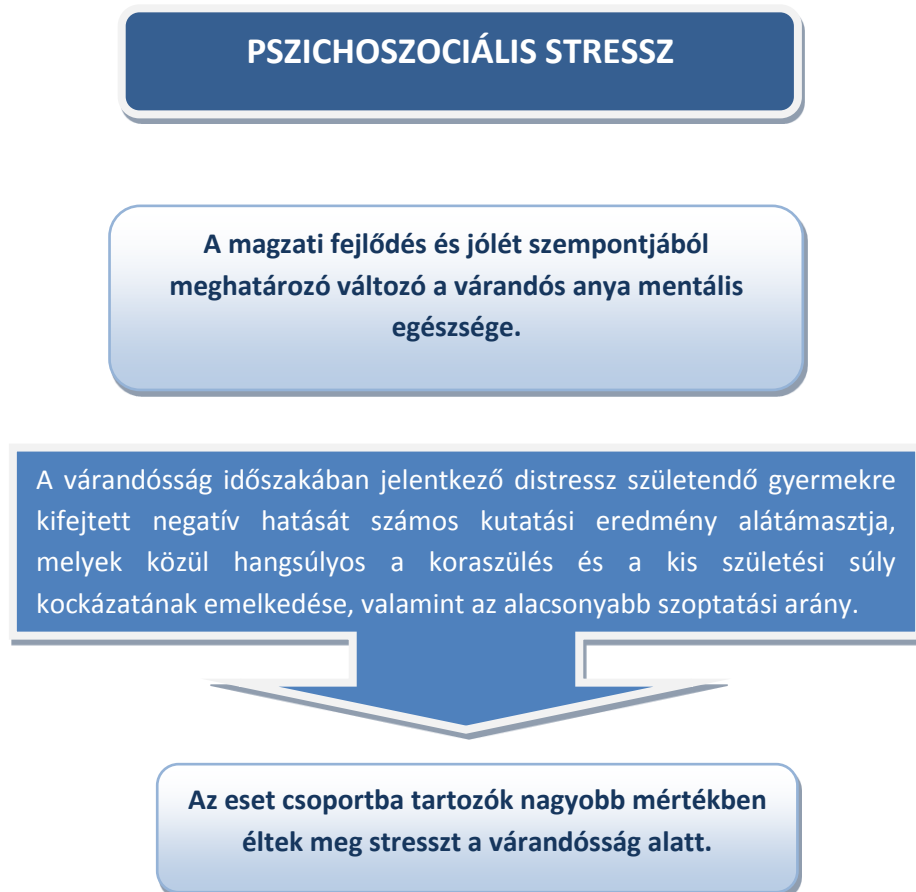 PSZICHOSZOCIÁLIS STRESSZ
A magzati fejlődés és jólét szempontjából
meghatározó változó a várandós anya mentális
egészsége.
A várandósság időszakában jelentkező distressz születendő gyermekre
kifejtett negatív hatását számos kutatási eredmény alátámasztja,
melyek közül hangsúlyos a koraszülés és a kis születési súly
kockázatának emelkedése, valamint az alacsonyabb szoptatási arány.
Az eset csoportba tartozók nagyobb mértékben
éltek meg stresszt a várandósság alatt.